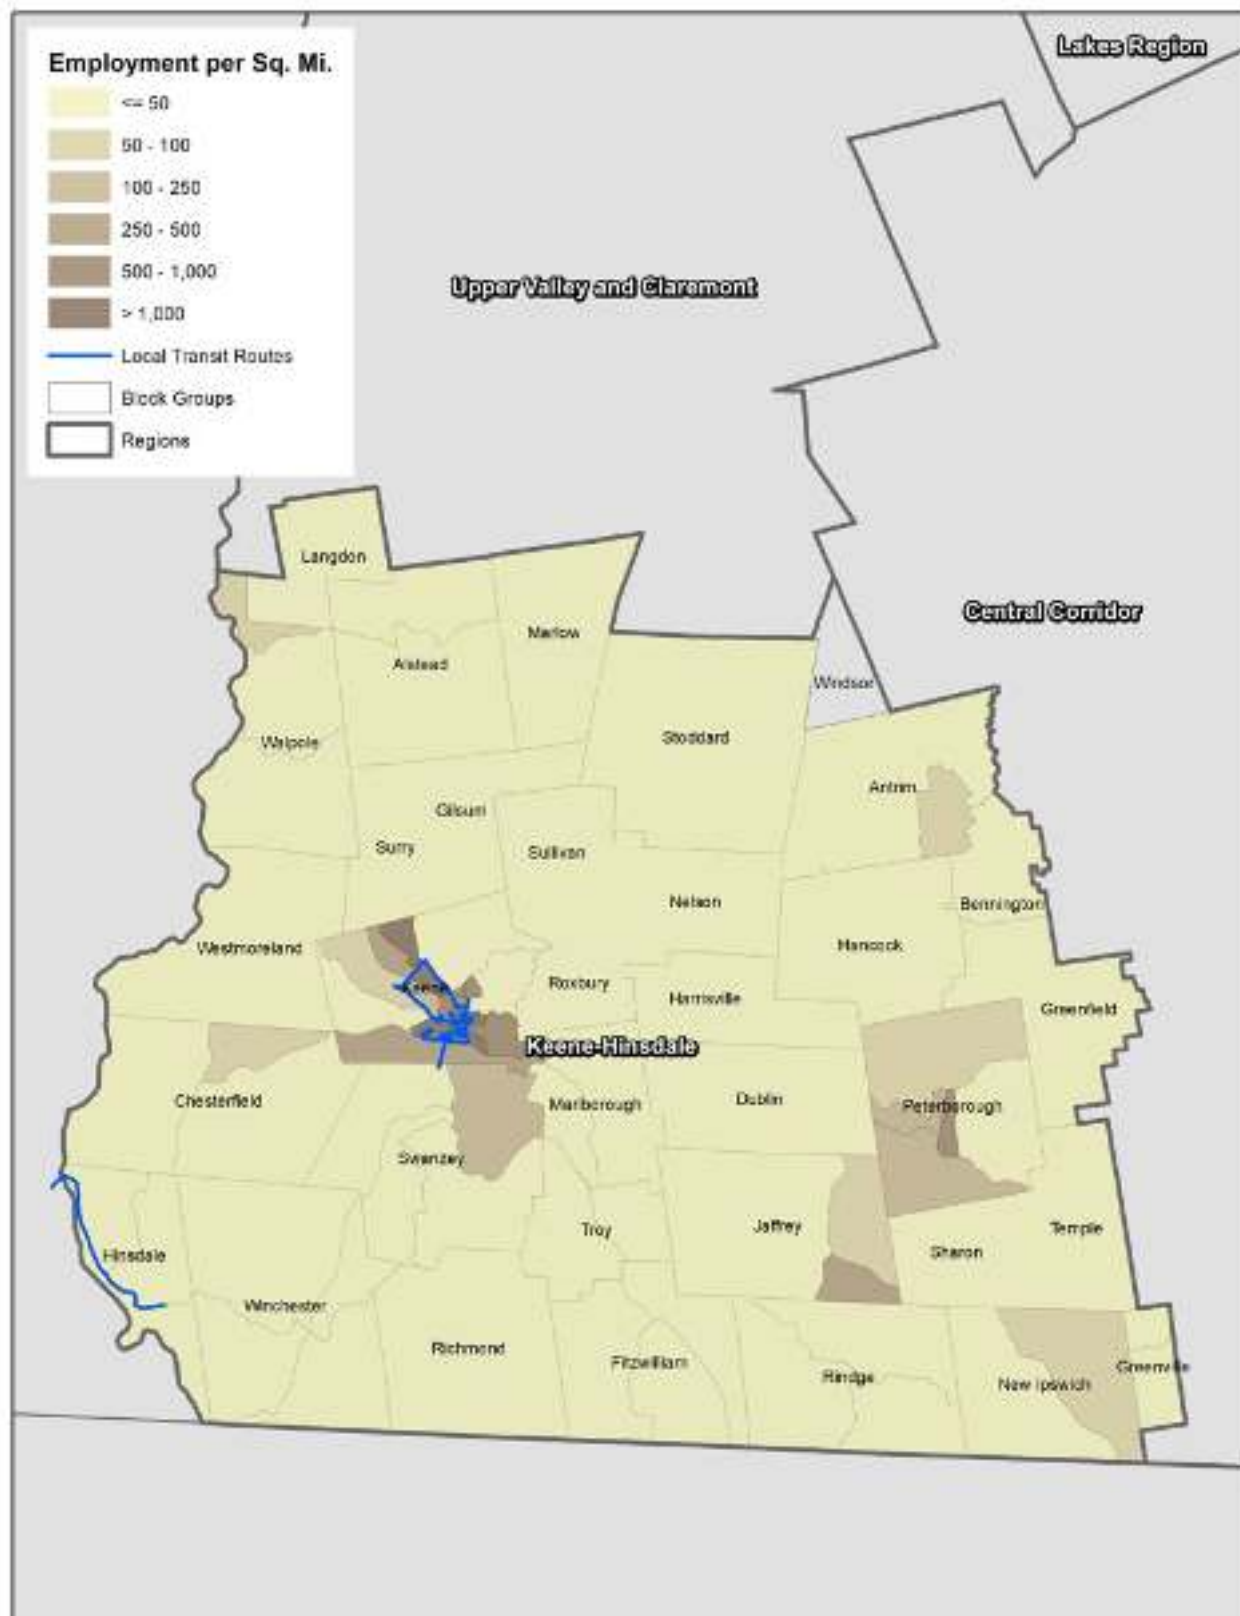 Employment per Sq. Mi.
<= 50
50 - 100
100 - 250
250 - 500
500 - 1,000
> 1,000
Local Transit Routes
Block Groups
Regions
Lakes Region
Upper Valley and Claremont
Central Corridor
Langdon
Marlow
Alstead
Windsor
Stoddard
Walpole
Antrim
Gilsum
Surry
Sullivan
Nelson
Bennington
Westmoreland
Hancock
Keene
Roxbury
Harrisville
Greenfield
Keene-Hinsdale
Chesterfield
Marlborough
Dublin
Peterborough
Swanzey
Troy
Jaffrey
Temple
Sharon
Hinsdale
Winchester
Richmond
Fitzwilliam
Rindge
New Ipswich
Greenville